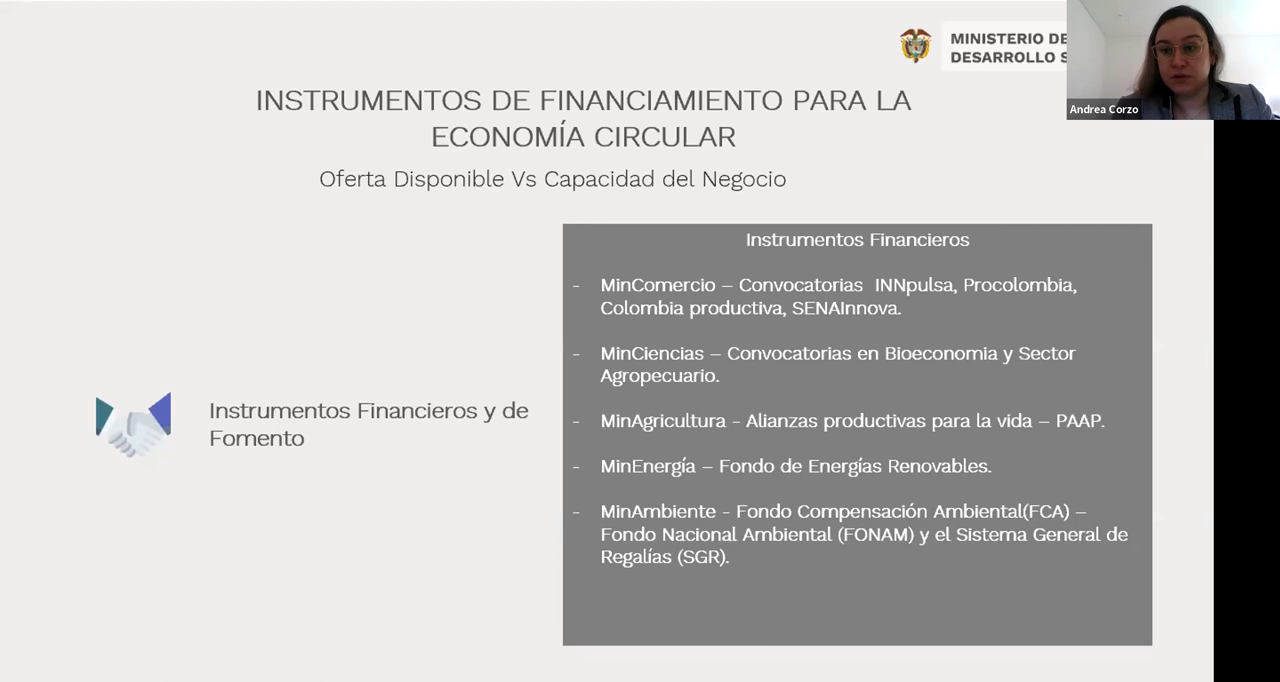 MINISTERIO DE
DESARROLLO S
Andrea Corzo
INSTRUMENTOS DE FINANCIAMIENTO PARA LA
ECONOMÍA CIRCULAR
Oferta Disponible Vs Capacidad del Negocio
Instrumentos Financieros y de
Fomento
Instrumentos Financieros
- MinComercio – Convocatorias INNpulsa, Procolombia,
Colombia productiva, SENAInnova.
- MinCiencias – Convocatorias en Bioeconomia y Sector
Agropecuario.
- MinAgricultura - Alianzas productivas para la vida – PAAP.
- MinEnergía – Fondo de Energías Renovables.
- MinAmbiente - Fondo Compensación Ambiental(FCA) –
Fondo Nacional Ambiental (FONAM) y el Sistema General de
Regalías (SGR).